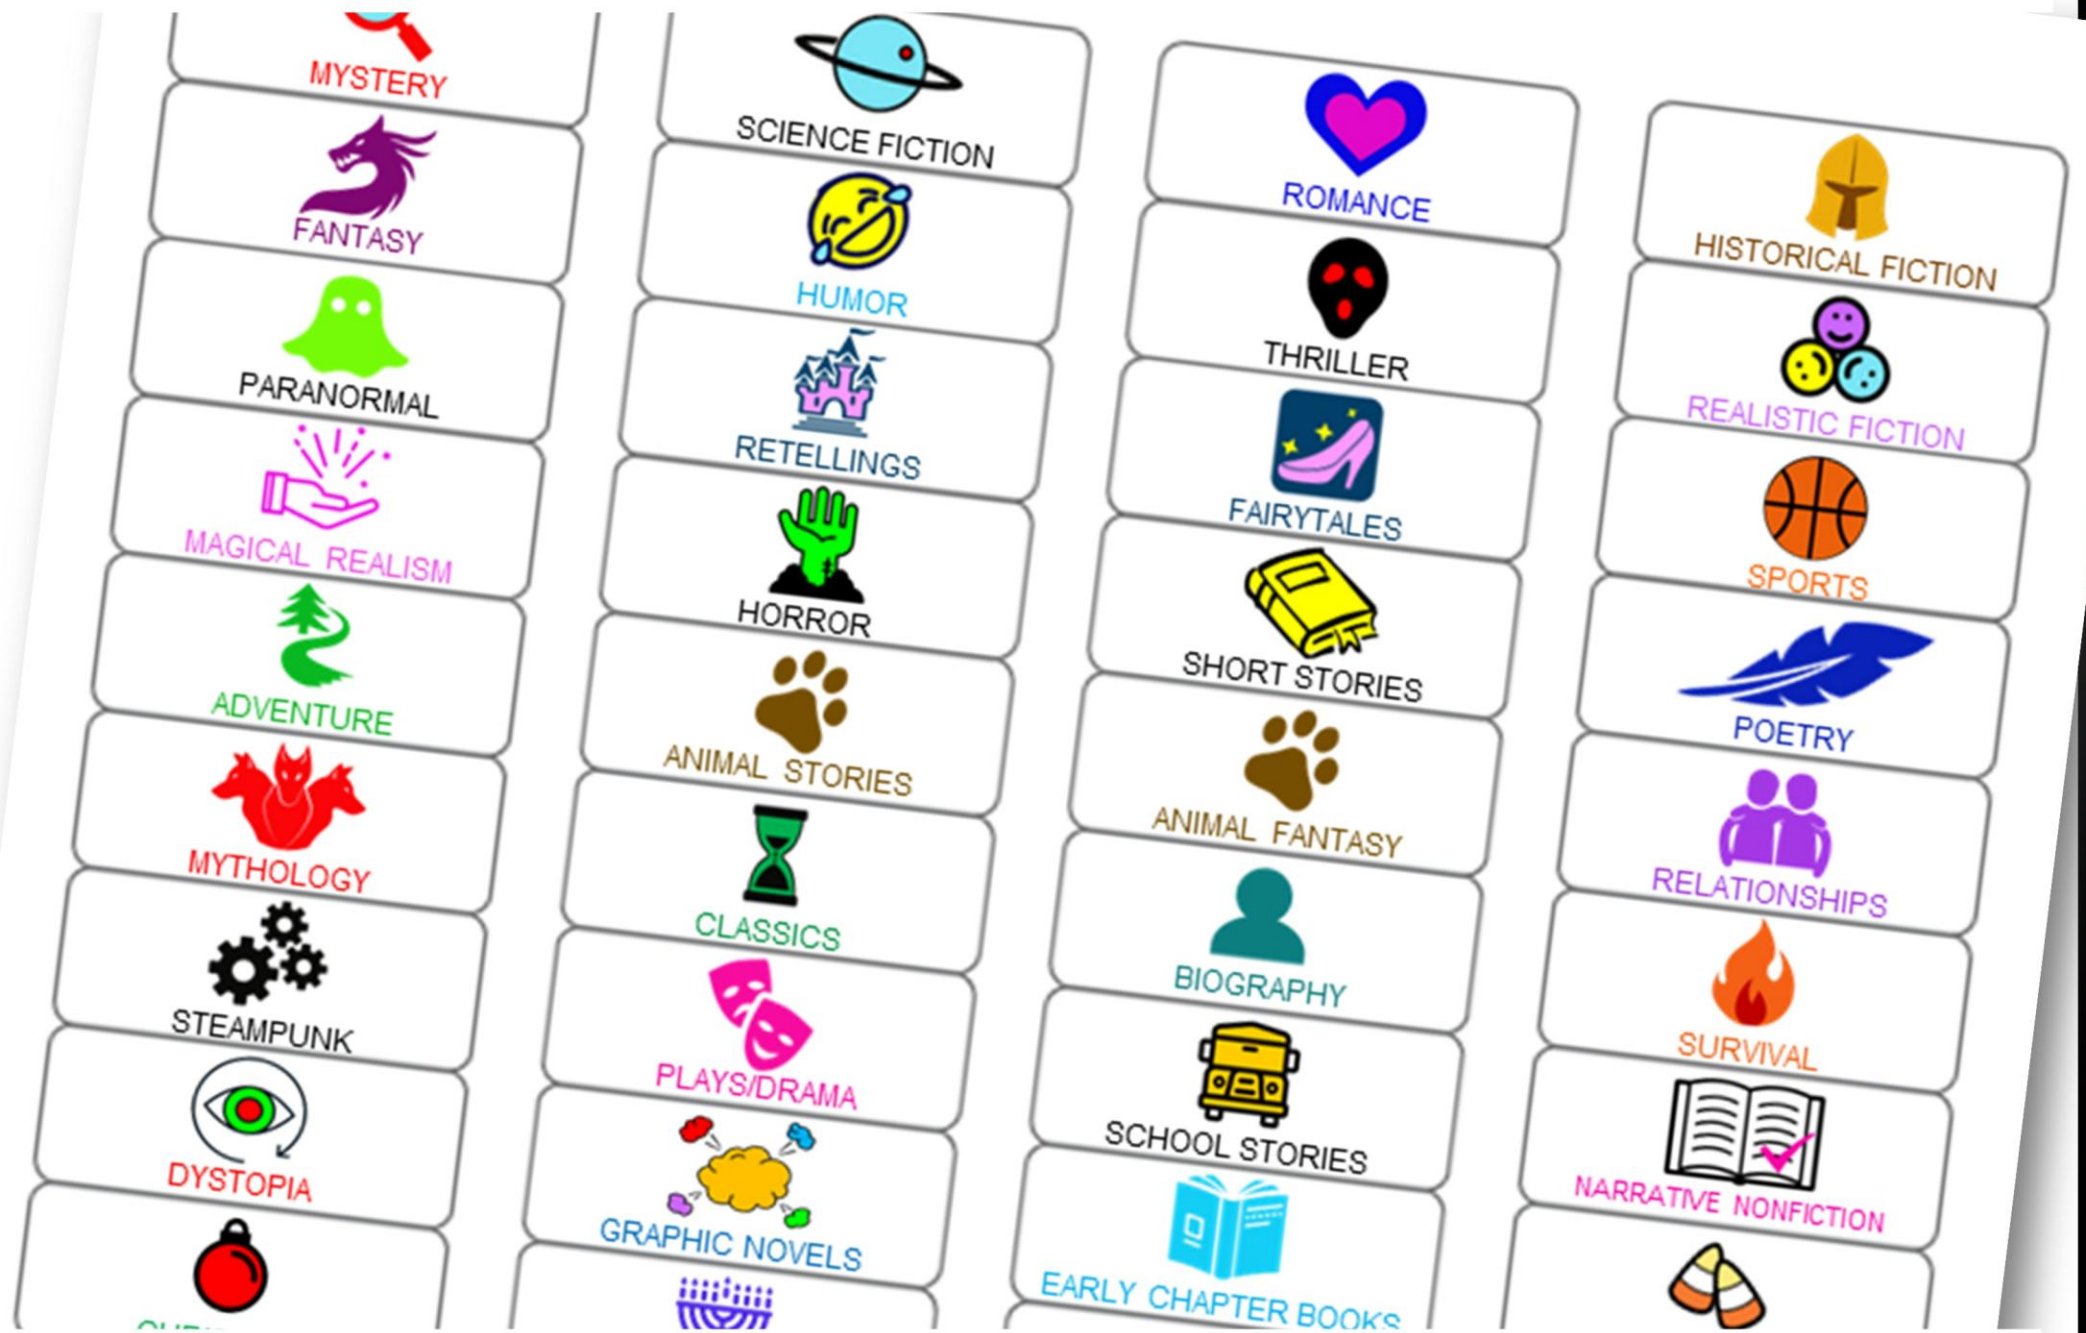 MYSTERY
SCIENCE FICTION
ROMANCE
HISTORICAL FICTION
FANTASY
HUMOR
THRILLER
REALISTIC FICTION
PARANORMAL
RETELLINGS
FAIRYTALES
SPORTS
MAGICAL REALISM
HORROR
SHORT STORIES
POETRY
ADVENTURE
ANIMAL STORIES
ANIMAL FANTASY
RELATIONSHIPS
MYTHOLOGY
CLASSICS
BIOGRAPHY
SURVIVAL
STEAMPUNK
PLAYS/DRAMA
SCHOOL STORIES
NARRATIVE NONFICTION
DYSTOPIA
GRAPHIC NOVELS
EARLY CHAPTER BOOKS